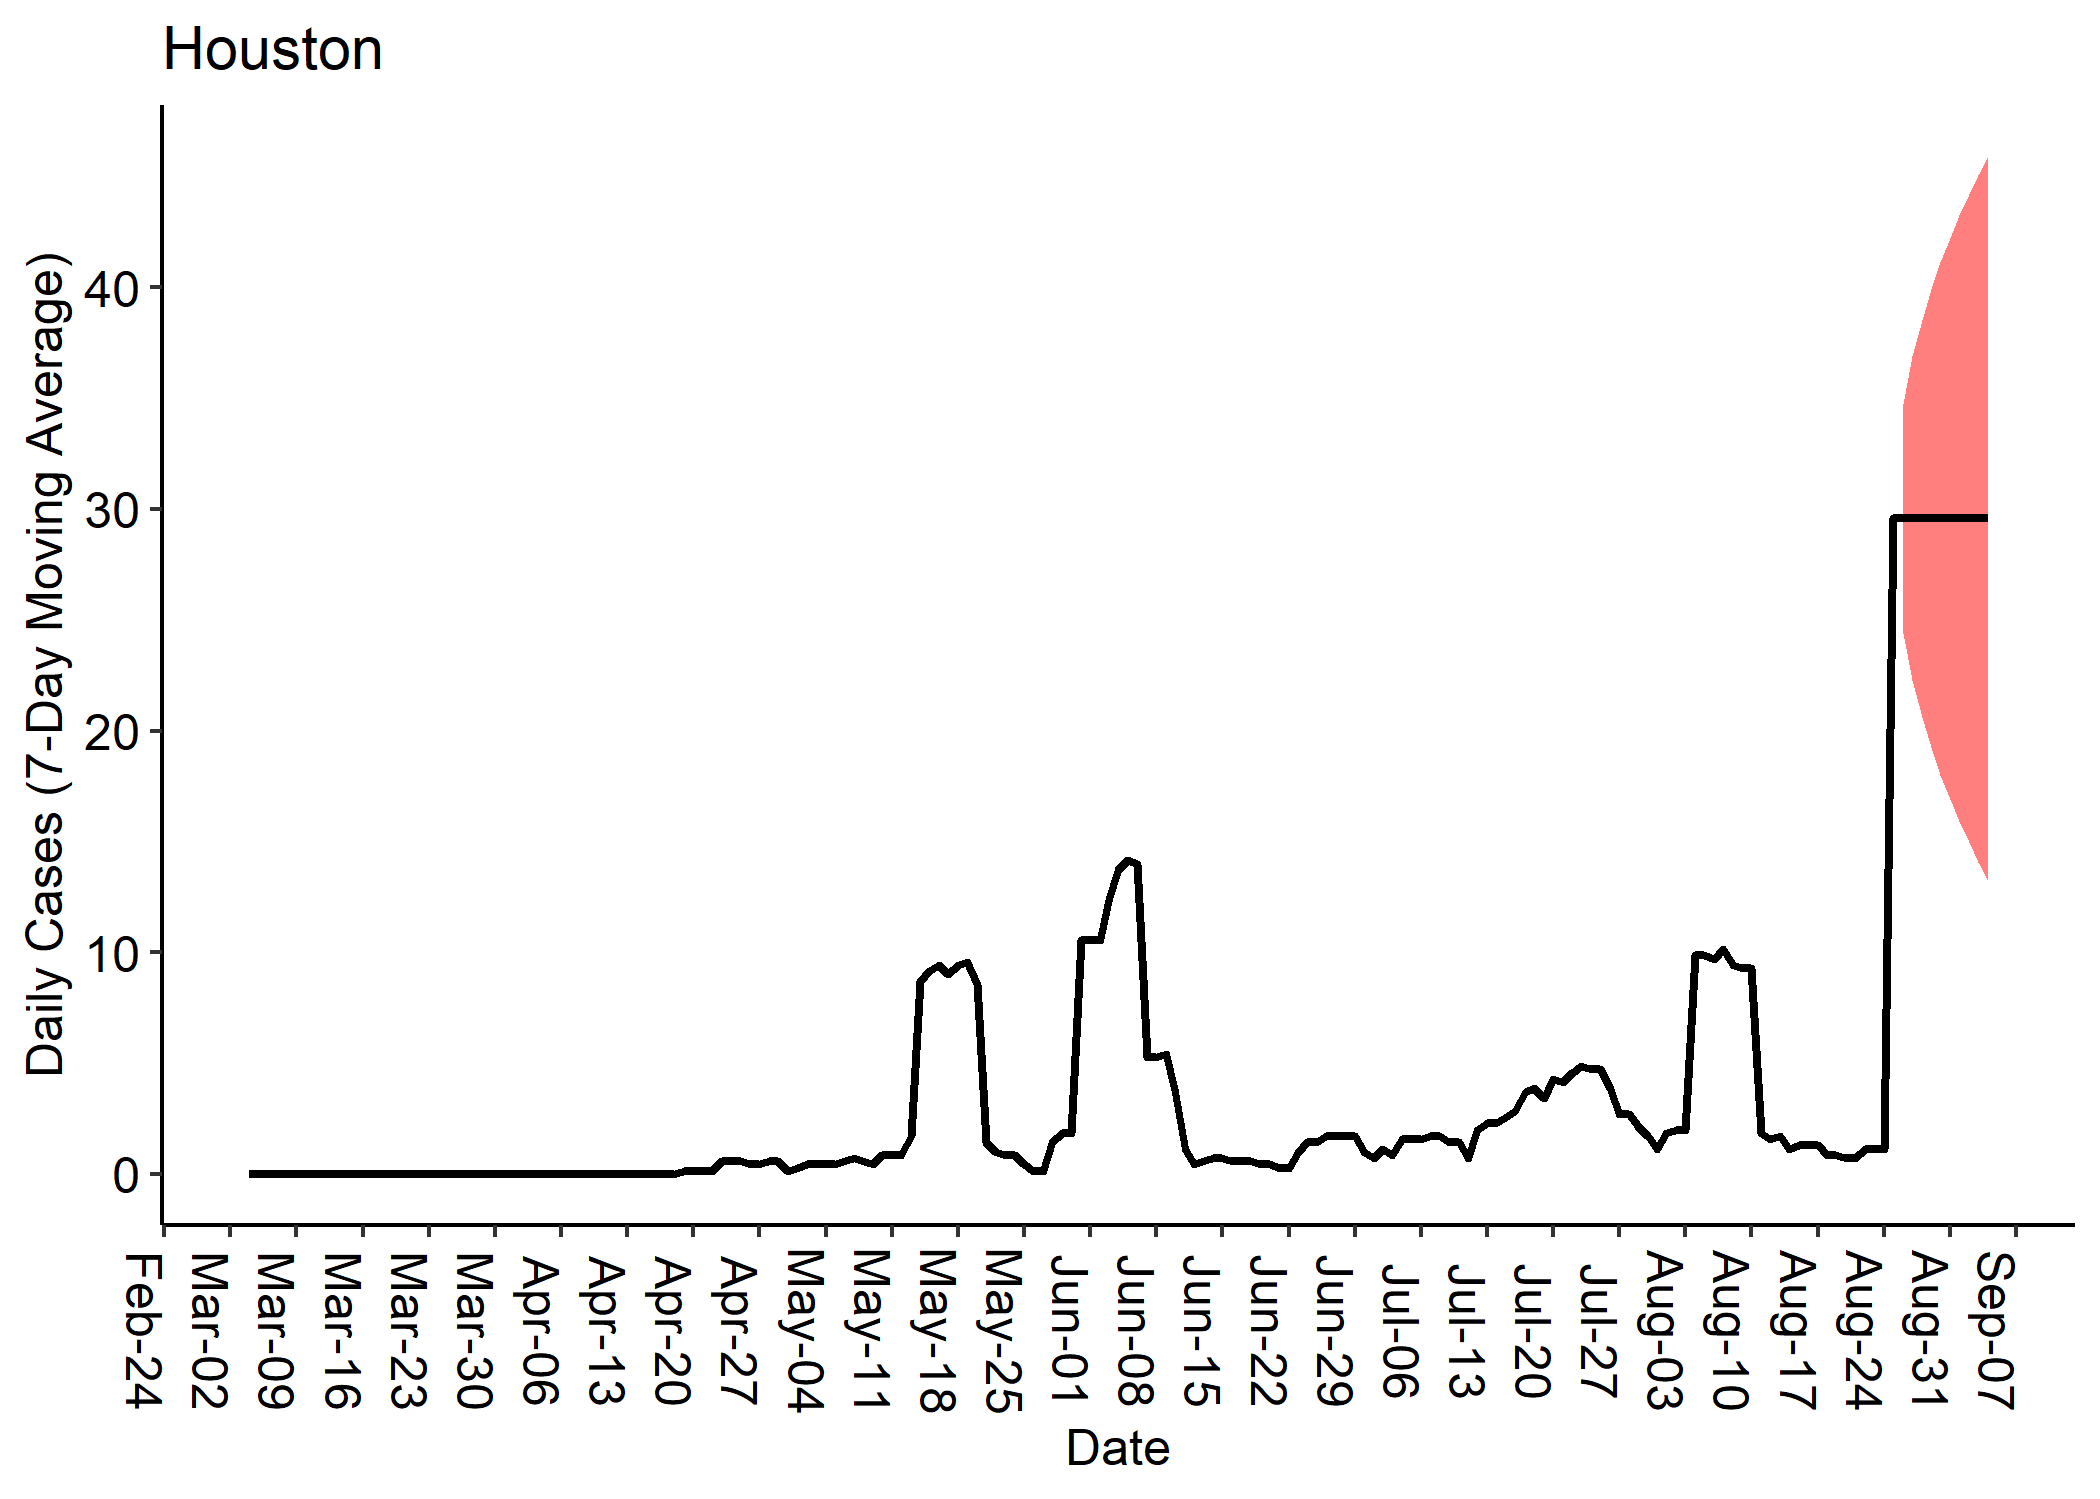 Houston
Daily Cases (7-Day Moving Average)
40
30
20
10
0
Feb-24
Mar-02
Mar-09
Mar-16
Mar-23
Mar-30
Apr-06
Apr-13
Apr-20
Apr-27
May-04
May-11
May-18
May-25
Jun-01
Jun-08
Jun-15
Jun-22
Jun-29
Jul-06
Jul-13
Jul-20
Jul-27
Aug-03
Aug-10
Aug-17
Aug-24
Aug-31
Sep-07
Date